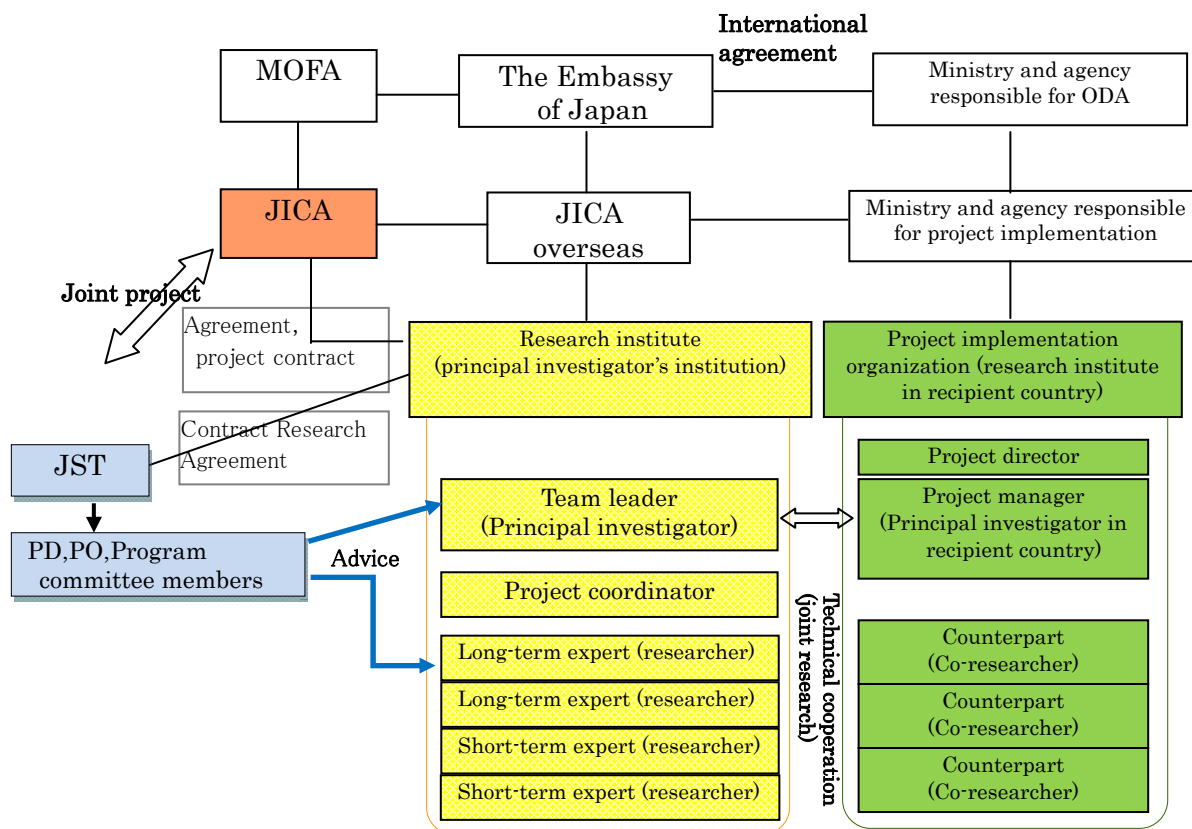 International
agreement
MOFA
The Embassy
of Japan
Ministry and agency
responsible for ODA
JICA
JICA
overseas
Ministry and agency responsible
for project implementation
Joint project
Agreement,
project contract
Research institute
(principal investigator's institution)
Project implementation
organization (research institute
in recipient country)
Contract Research
Agreement
JST
PD,PO,Program
committee members
Advice
Team leader
(Principal investigator)
Project coordinator
Long-term expert (researcher)
Long-term expert (researcher)
Short-term expert (researcher)
Short-term expert (researcher)
Technical cooperation
(joint research)
Project director
Project manager
(Principal investigator in
recipient country)
Counterpart
(Co-researcher)
Counterpart
(Co-researcher)
Counterpart
(Co-researcher)